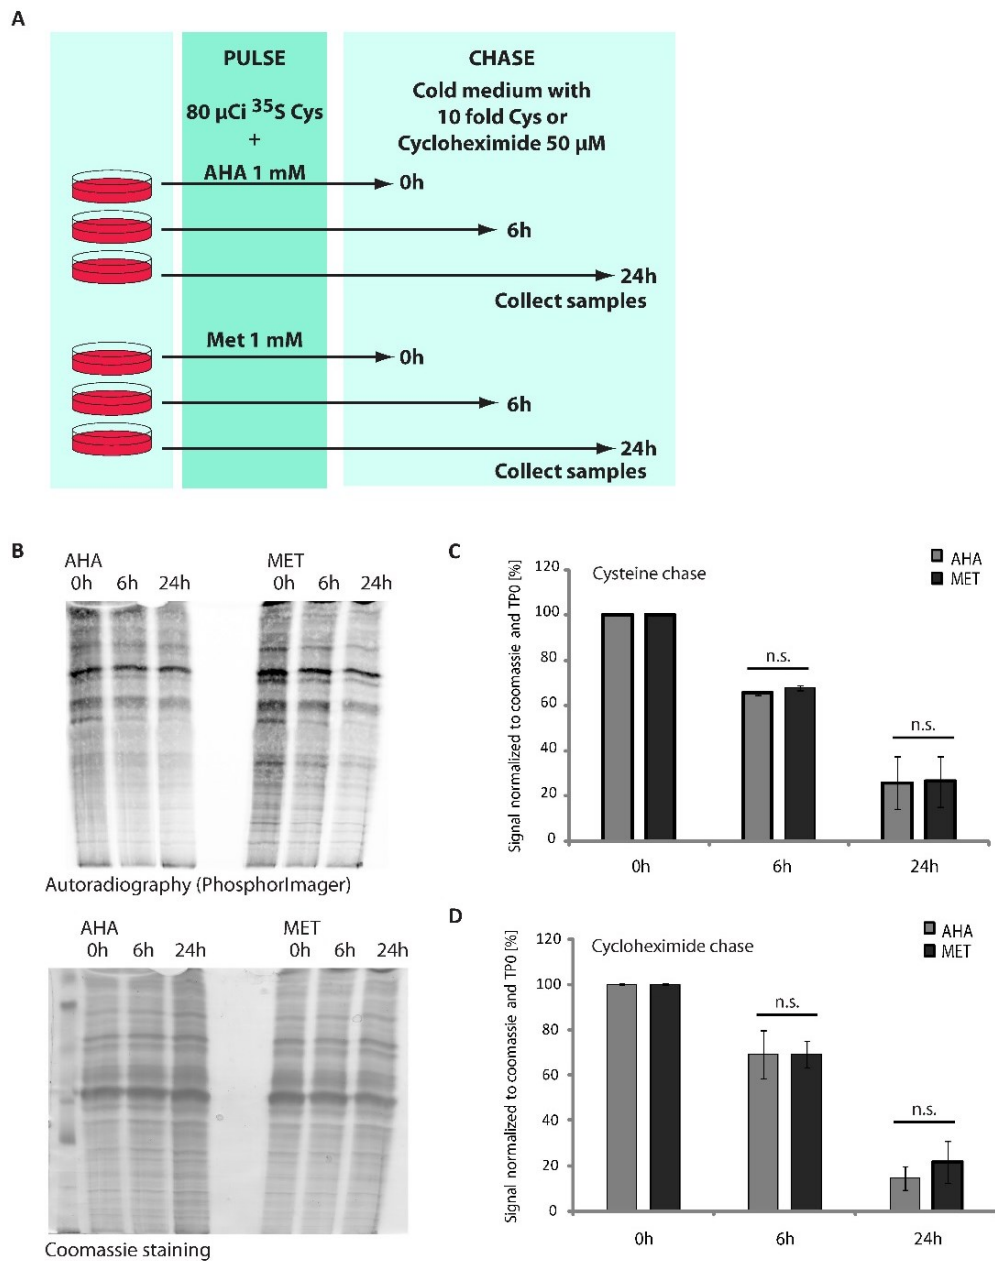 A
PULSE
80 µCi ³⁵S Cys
+
AHA 1 mM
CHASE
Cold medium with
10 fold Cys or
Cycloheximide 50 µM
0h
6h
24h
Collect samples
Met 1 mM
0h
6h
24h
Collect samples
B
AHA
0h 6h 24h
MET
0h 6h 24h
Autoradiography (PhosphorImager)
AHA
0h 6h 24h
MET
0h 6h 24h
Coomassie staining
C
Signal normalized to coomassie and TP0 [%]
120
100
80
60
40
20
0
Cysteine chase
AHA
MET
n.s.
n.s.
0h 6h 24h
D
Signal normalized to coomassie and TP0 [%]
120
100
80
60
40
20
0
Cycloheximide chase
AHA
MET
n.s.
n.s.
0h 6h 24h